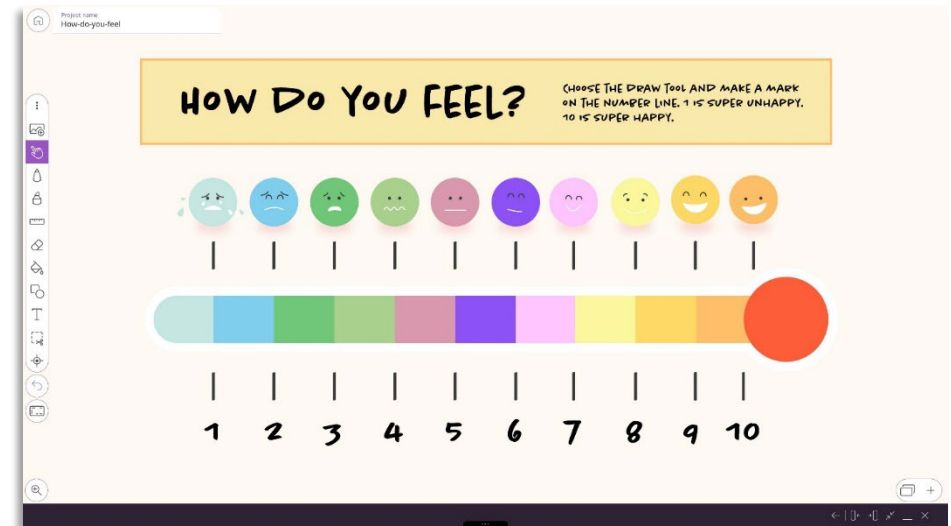 Project name
How-do-you-feel
HOW DO YOU FEEL?
CHOOSE THE DRAW TOOL AND MAKE A MARK
ON THE NUMBER LINE. 1 IS SUPER UNHAPPY.
10 IS SUPER HAPPY.
T
1 2 3 4 5 6 7 8 9 10